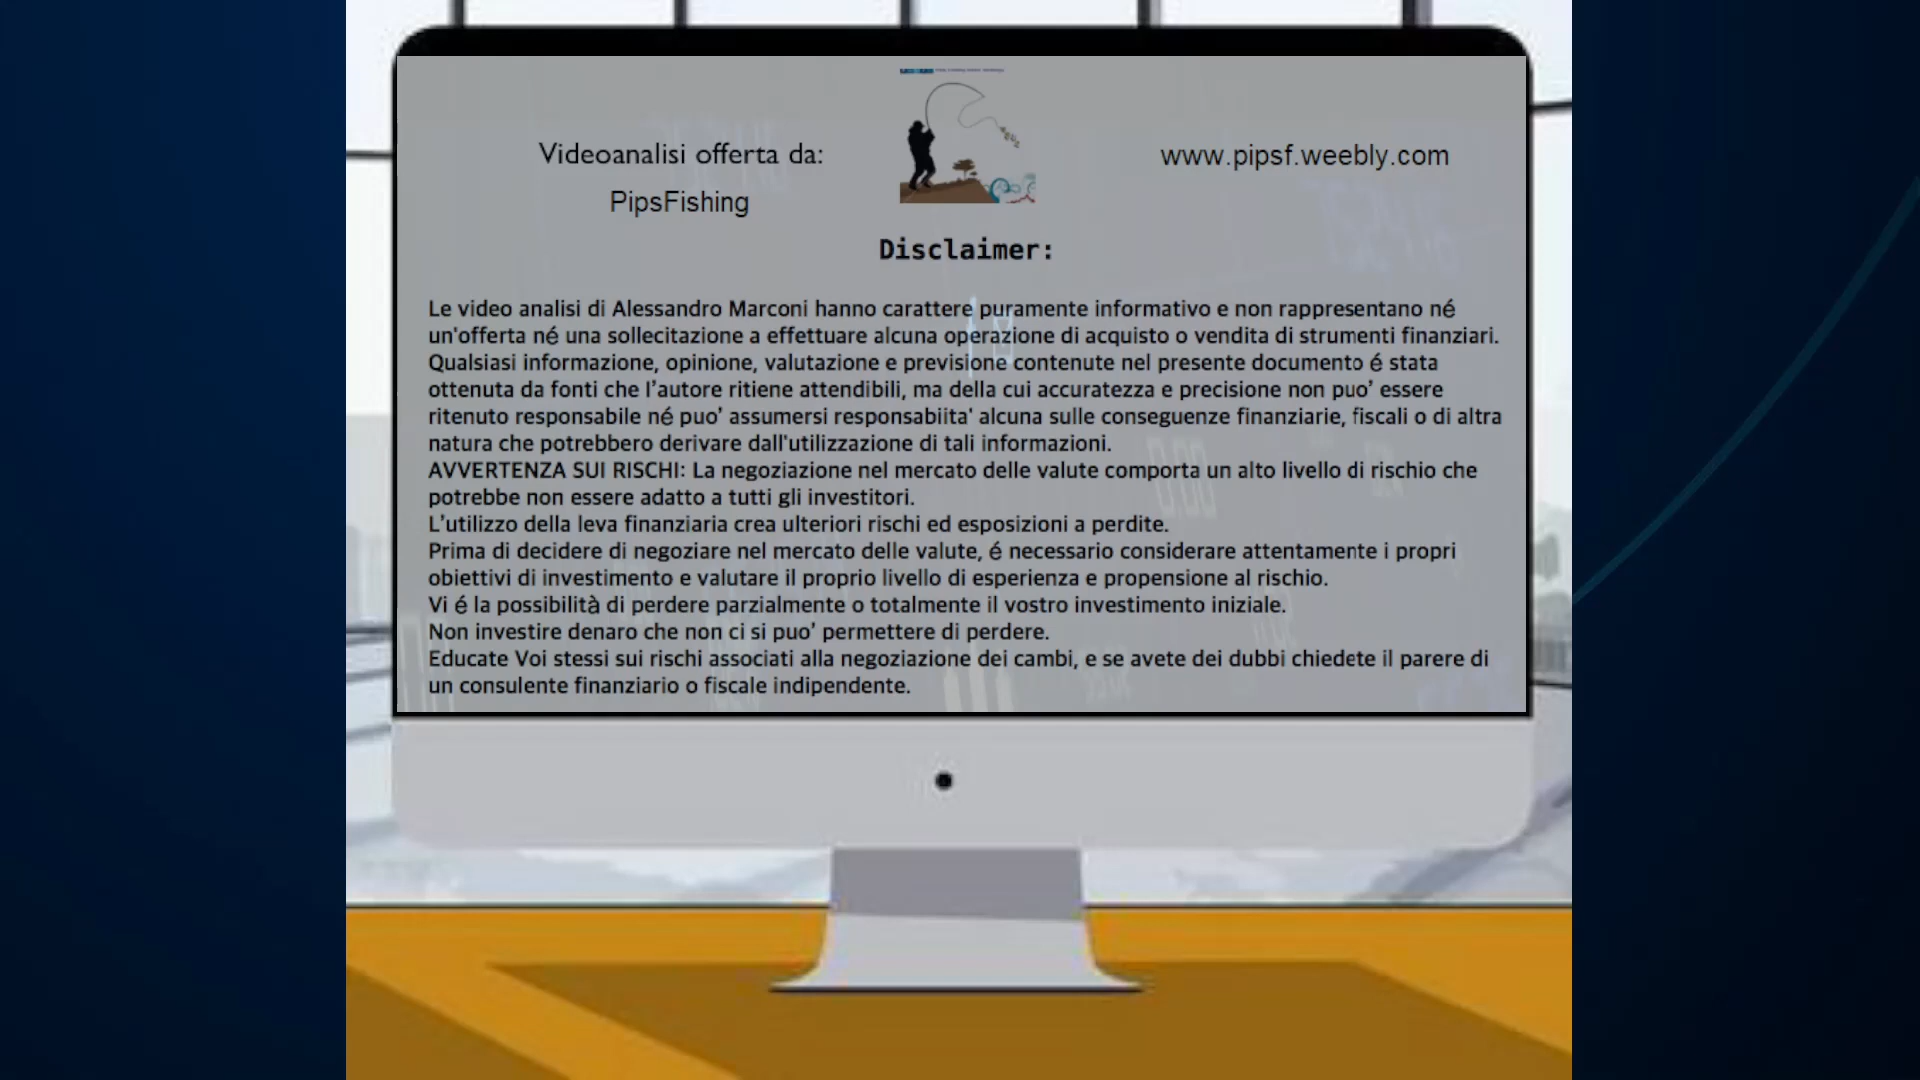 Videoanalisi offerta da:
PipsFishing
www.pipsf.weebly.com
Disclaimer:
Le video analisi di Alessandro Marconi hanno carattere puramente informativo e non rappresentano né
un'offerta né una sollecitazione a effettuare alcuna operazione di acquisto o vendita di strumenti finanziari.
Qualsiasi informazione, opinione, valutazione e previsione contenute nel presente documento é stata
ottenuta da fonti che l’autore ritiene attendibili, ma della cui accuratezza e precisione non puo’ essere
ritenuto responsabile né puo’ assumersi responsabiita' alcuna sulle conseguenze finanziarie, fiscali o di altra
natura che potrebbero derivare dall'utilizzazione di tali informazioni.
AVVERTENZA SUI RISCHI: La negoziazione nel mercato delle valute comporta un alto livello di rischio che
potrebbe non essere adatto a tutti gli investitori.
L’utilizzo della leva finanziaria crea ulteriori rischi ed esposizioni a perdite.
Prima di decidere di negoziare nel mercato delle valute, é necessario considerare attentamente i propri
obiettivi di investimento e valutare il proprio livello di esperienza e propensione al rischio.
Vi é la possibilità di perdere parzialmente o totalmente il vostro investimento iniziale.
Non investire denaro che non ci si puo’ permettere di perdere.
Educate Voi stessi sui rischi associati alla negoziazione dei cambi, e se avete dei dubbi chiedete il parere di
un consulente finanziario o fiscale indipendente.